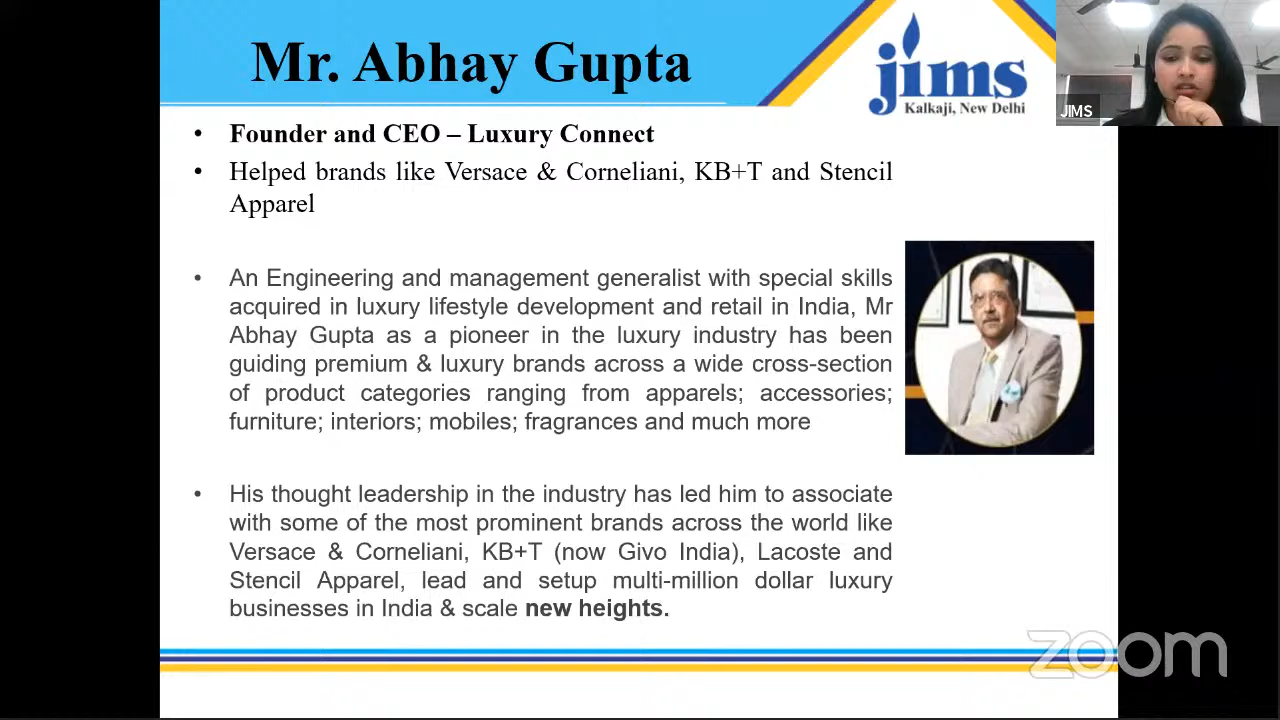 Mr. Abhay Gupta
jims
Kalkaji, New Delhi
JIMS
• Founder and CEO – Luxury Connect
• Helped brands like Versace & Corneliani, KB+T and Stencil
Apparel
• An Engineering and management generalist with special skills
acquired in luxury lifestyle development and retail in India, Mr
Abhay Gupta as a pioneer in the luxury industry has been
guiding premium & luxury brands across a wide cross-section
of product categories ranging from apparels; accessories;
furniture; interiors; mobiles; fragrances and much more
• His thought leadership in the industry has led him to associate
with some of the most prominent brands across the world like
Versace & Corneliani, KB+T (now Givo India), Lacoste and
Stencil Apparel, lead and setup multi-million dollar luxury
businesses in India & scale new heights.
zoom